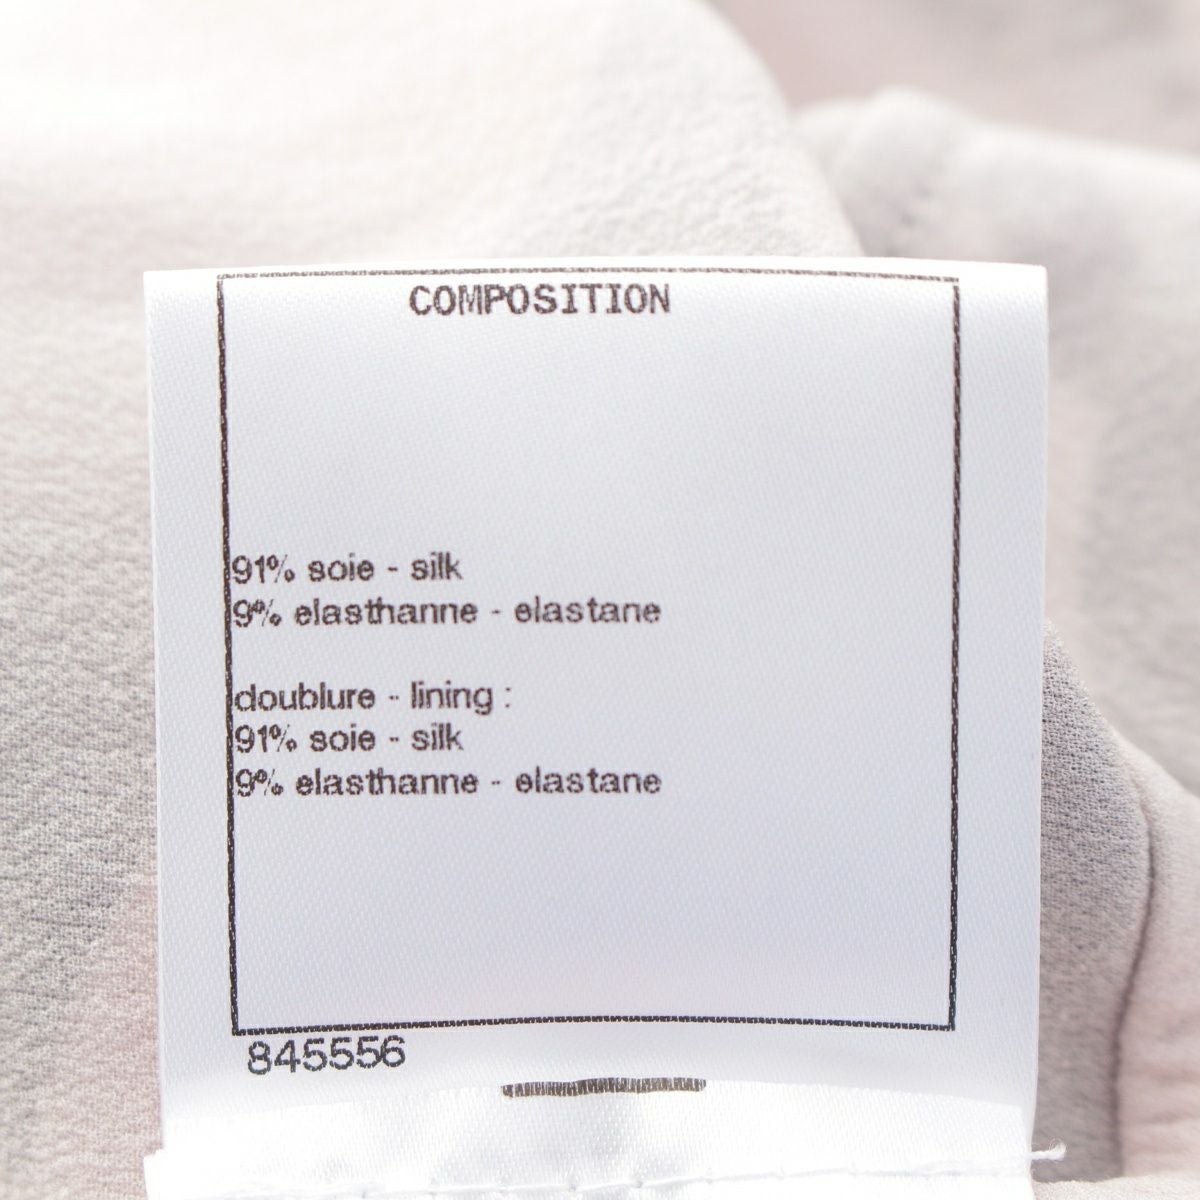 COMPOSITION
91% soie - silk
9% elasthanne - elastane
doublure - lining :
91% soie - silk
9% elasthanne - elastane
845556